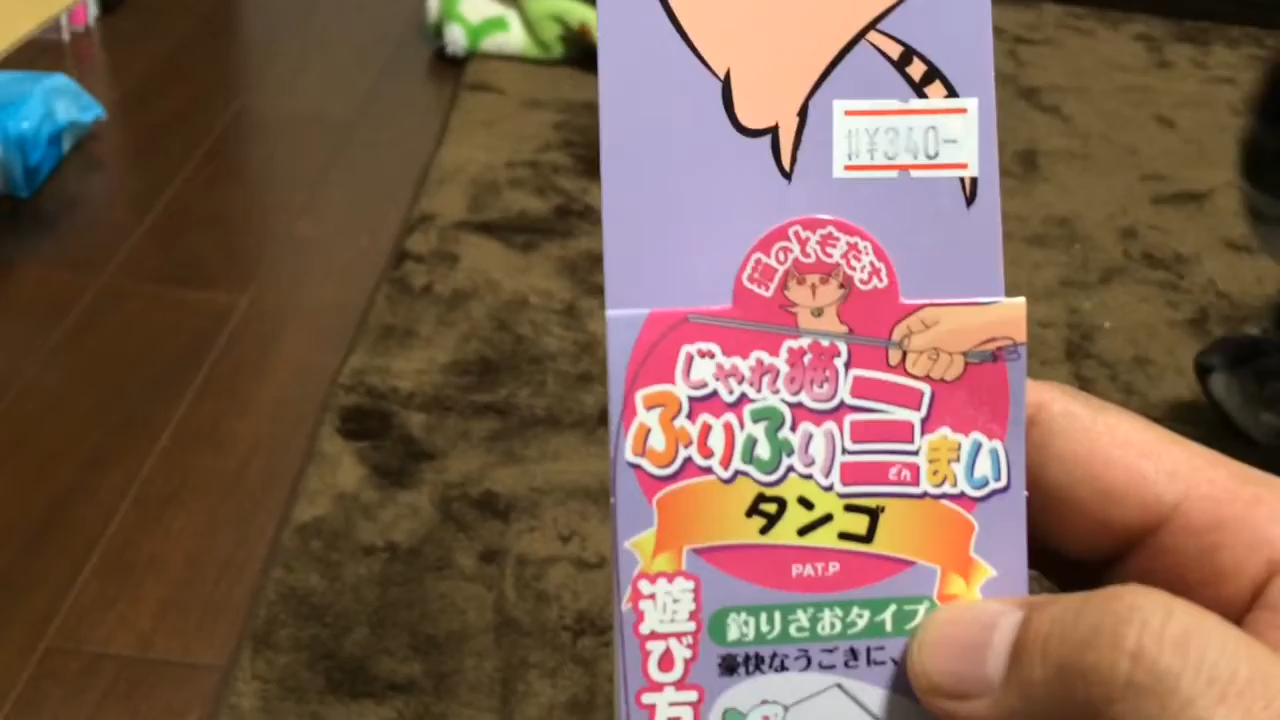 ¥340-
猫のともだち
じゃれ猫
ふりふり三まい
ざん
タンゴ
PAT.P
遊び方
釣りざおタイプ
豪快なうごきに、